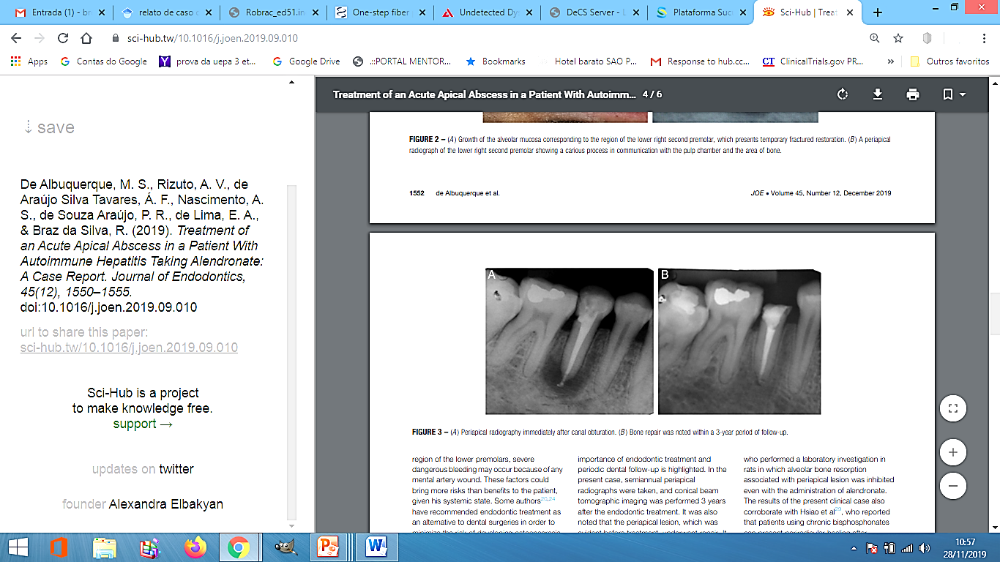 Entrada (1) - br
relato de caso c
Robrac_ed51.in
One-step fiber
Undetected Dy
DeCS Server - L
Plataforma Suc
Sci-Hub | Treat
sci-hub.tw/10.1016/j.joen.2019.09.010
Apps
Contas do Google
prova da uepa 3 et...
Google Drive
.::PORTAL MENTOR...
Bookmarks
Hotel barato SAO P...
Response to hub.cc...
CT ClinicalTrials.gov PR...
»
Outros favoritos
↓ save
De Albuquerque, M. S., Rizuto, A. V., de
Araújo Silva Tavares, Á. F., Nascimento, A.
S., de Souza Araújo, P. R., de Lima, E. A.,
& Braz da Silva, R. (2019). Treatment of
an Acute Apical Abscess in a Patient With
Autoimmune Hepatitis Taking Alendronate:
A Case Report. Journal of Endodontics,
45(12), 1550–1555.
doi:10.1016/j.joen.2019.09.010
url to share this paper:
sci-hub.tw/10.1016/j.joen.2019.09.010
Sci-Hub is a project
to make knowledge free.
support →
updates on twitter
founder Alexandra Elbakyan
Treatment of an Acute Apical Abscess in a Patient With Autoimm... 4 / 6
FIGURE 2 – (A) Growth of the alveolar mucosa corresponding to the region of the lower right second premolar, which presents temporary fractured restoration. (B) A periapical
radiograph of the lower right second premolar showing a carious process in communication with the pulp chamber and the area of bone.
1552 de Albuquerque et al.
JOE • Volume 45, Number 12, December 2019
A
B
FIGURE 3 – (A) Periapical radiography immediately after canal obturation. (B) Bone repair was noted within a 3-year period of follow-up.
region of the lower premolars, severe
dangerous bleeding may occur because of any
mental artery wound. These factors could
bring more risks than benefits to the patient,
given his systemic state. Some authors
have recommended endodontic treatment as
an alternative to dental surgeries in order to
importance of endodontic treatment and
periodic dental follow-up is highlighted. In the
present case, semiannual periapical
radiographs were taken, and conical beam
tomographic imaging was performed 3 years
after the endodontic treatment. It was also
noted that the periapical lesion, which was
who performed a laboratory investigation in
rats in which alveolar bone resorption
associated with periapical lesion was inhibited
even with the administration of alendronate.
The results of the present clinical case also
corroborate with Hsiao et al, who reported
that patients using chronic bisphosphonates
10:57
28/11/2019